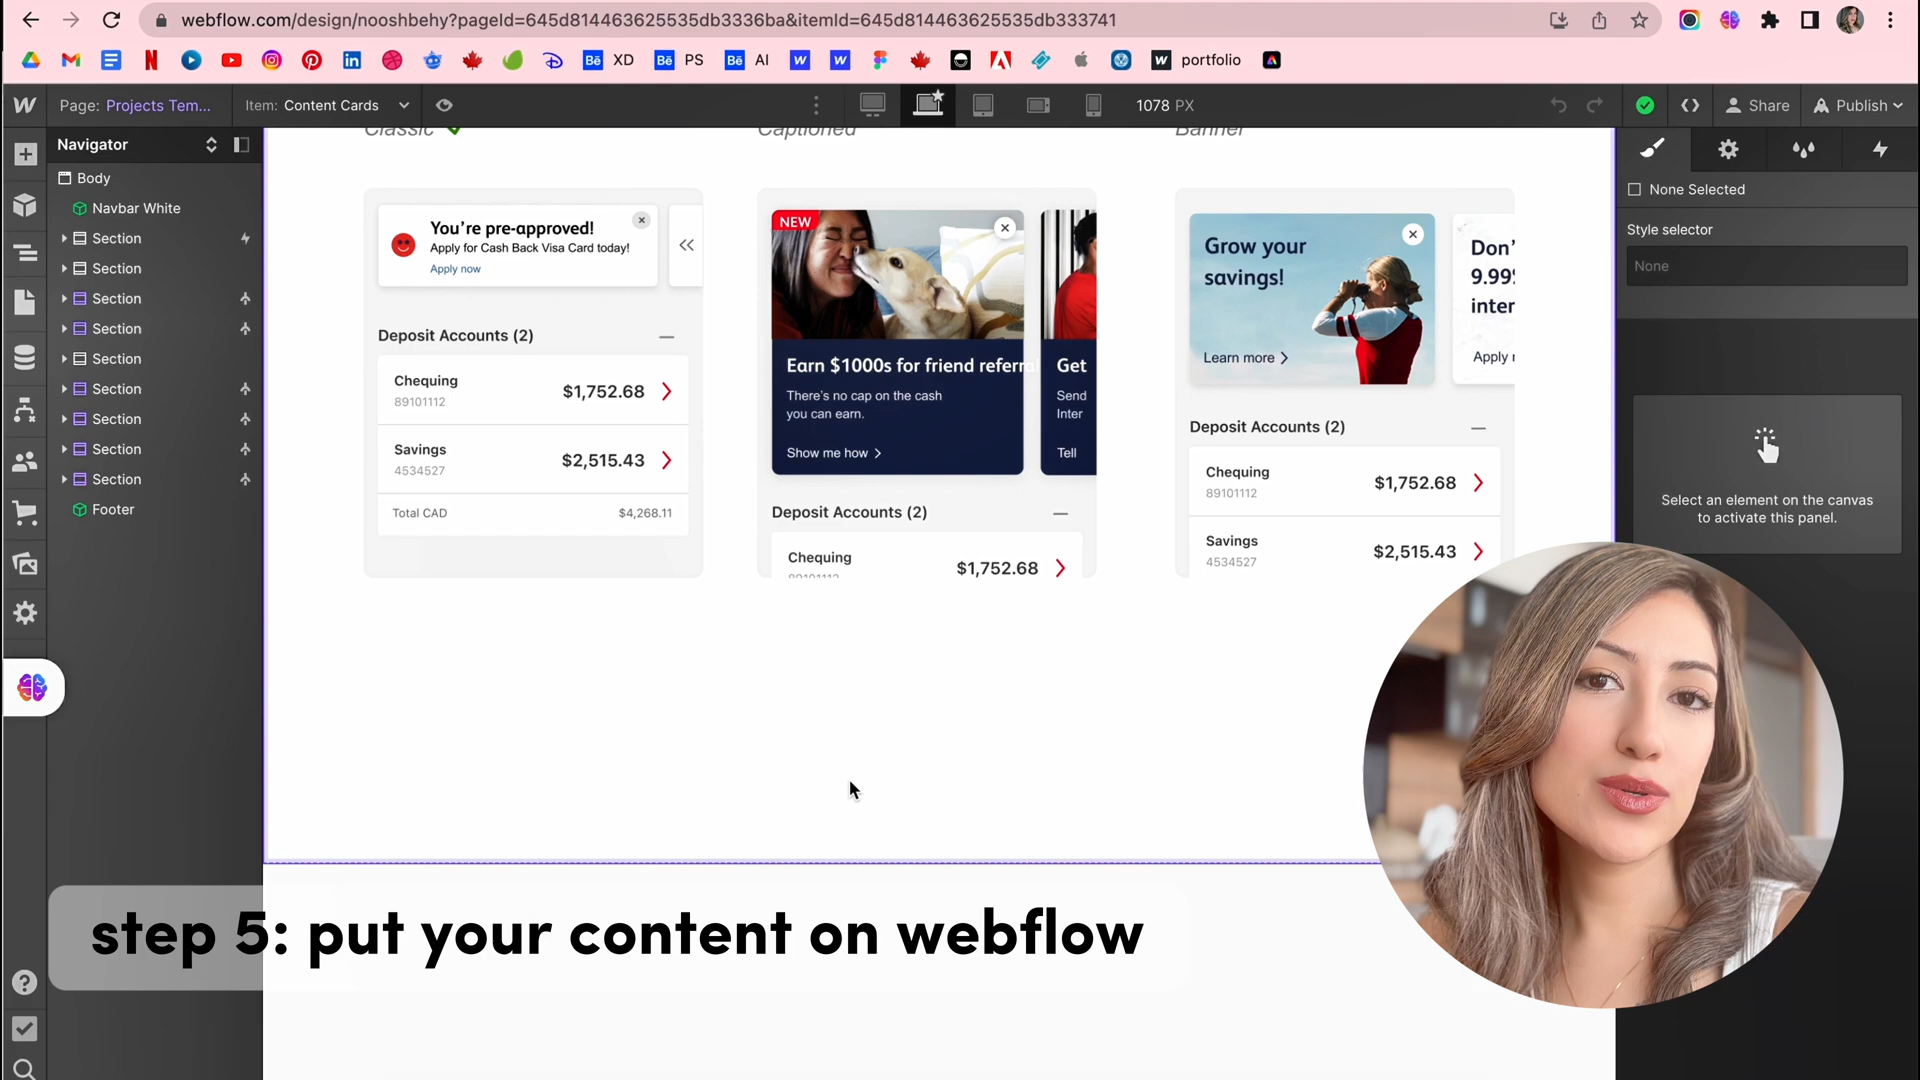 webflow.com/design/nooshbehy?pageId=645d814463625535db3336ba&itemId=645d814463625535db333741
XD
PS
AI
portfolio
Page: Projects Tem...
Item: Content Cards
1078 PX
Share
Publish
Navigator
Body
Navbar White
Section
Section
Section
Section
Section
Section
Section
Section
Section
Footer
Classic
Captioned
Banner
You're pre-approved!
Apply for Cash Back Visa Card today!
Apply now
Deposit Accounts (2)
Chequing
$1,752.68
89101112
Savings
$2,515.43
4534527
Total CAD
$4,268.11
NEW
Earn $1000s for friend referra
There's no cap on the cash
you can earn.
Show me how
Get
Send
Inter
Tell
Deposit Accounts (2)
Chequing
$1,752.68
89101112
Grow your
savings!
Learn more
Don'
9.99
inter
Apply
Deposit Accounts (2)
Chequing
$1,752.68
89101112
Savings
$2,515.43
4534527
None Selected
Style selector
None
Select an element on the canvas
to activate this panel.
step 5: put your content on webflow